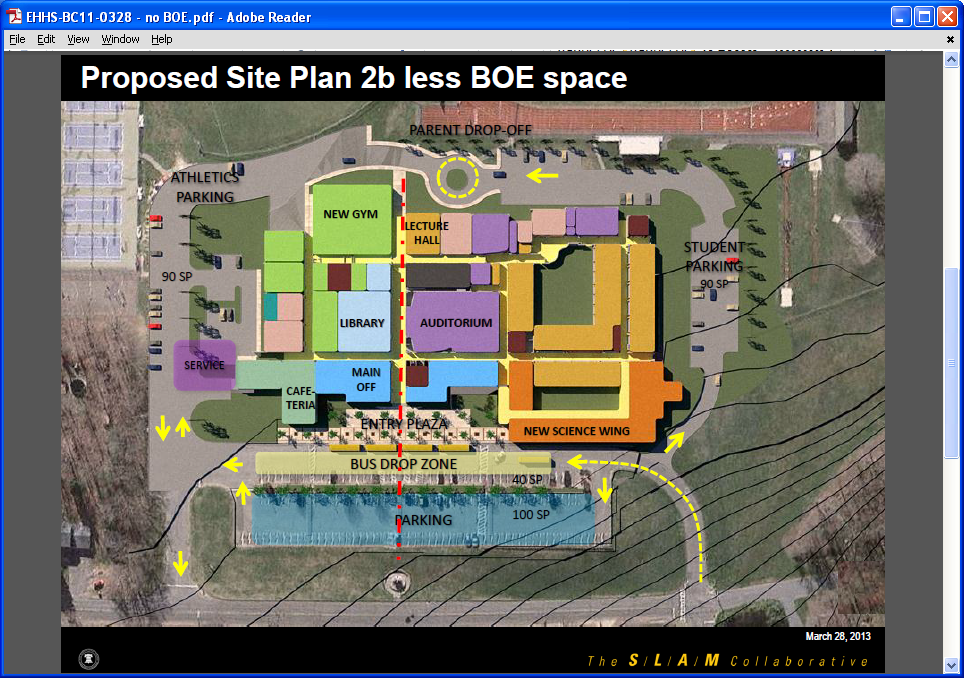 EHHS-BC11-0328 - no BOE.pdf - Adobe Reader
File Edit View Window Help
Proposed Site Plan 2b less BOE space
PARENT DROP-OFF
ATHLETICS
PARKING
NEW GYM
LECTURE
HALL
STUDENT
PARKING
90 SP
90 SP
LIBRARY
AUDITORIUM
SERVICE
MAIN
OFF
CAFE-
TERIA
ENTRY PLAZA
NEW SCIENCE WING
BUS DROP ZONE
40 SP
100 SP
PARKING
March 28, 2013
The S/L/A/M Collaborative